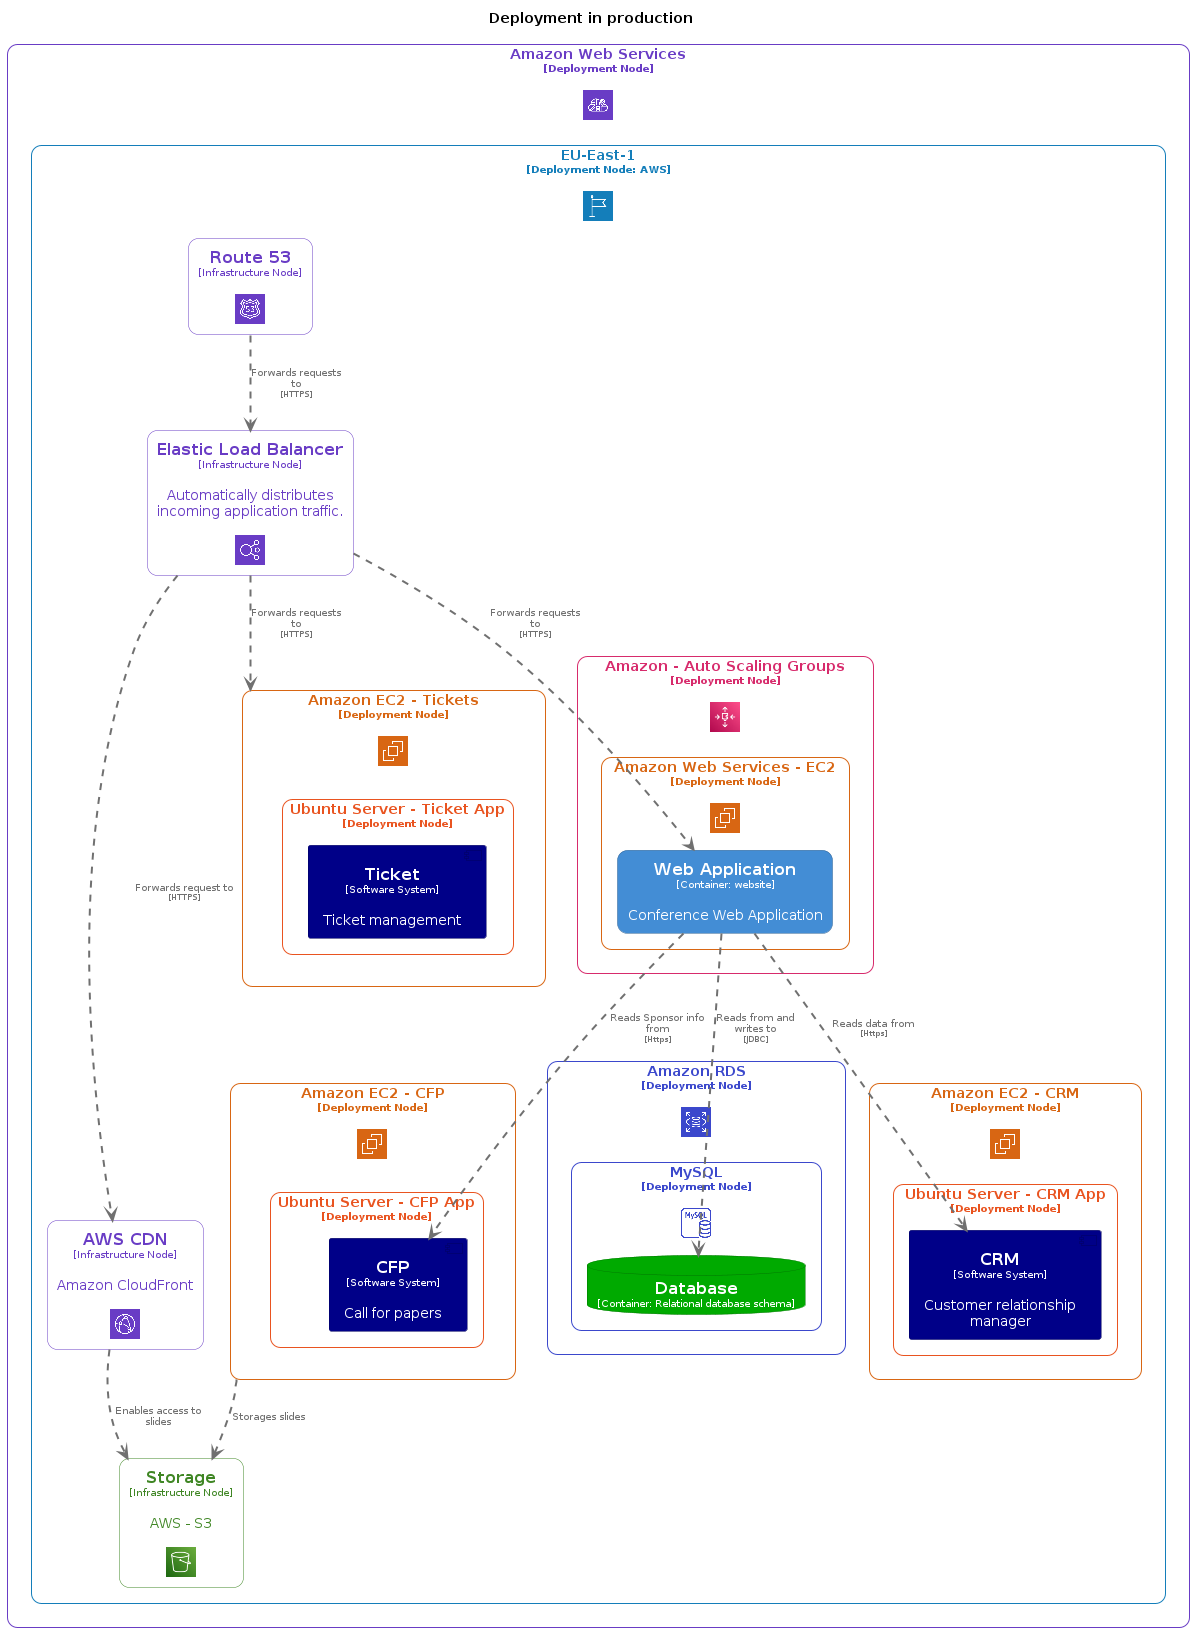 Deployment in production
Amazon Web Services
[Deployment Node]
EU-East-1
[Deployment Node: AWS]
Route 53
[Infrastructure Node]
53
Forwards requests
to
[HTTPS]
Elastic Load Balancer
[Infrastructure Node]
Automatically distributes
incoming application traffic.
Forwards requests
to
[HTTPS]
Forwards requests
to
[HTTPS]
Amazon - Auto Scaling Groups
[Deployment Node]
Amazon EC2 - Tickets
[Deployment Node]
Amazon Web Services - EC2
[Deployment Node]
Ubuntu Server - Ticket App
[Deployment Node]
Ticket
[Software System]
Ticket management
Web Application
[Container: website]
Conference Web Application
Forwards request to
[HTTPS]
Reads Sponsor info
from
[Https]
Reads from and
writes to
[JDBC]
Reads data from
[Https]
Amazon EC2 - CFP
[Deployment Node]
Amazon RDS
[Deployment Node]
Amazon EC2 - CRM
[Deployment Node]
Ubuntu Server - CFP App
[Deployment Node]
MySQL
[Deployment Node]
MySQL
Ubuntu Server - CRM App
[Deployment Node]
AWS CDN
[Infrastructure Node]
Amazon CloudFront
CFP
[Software System]
Call for papers
Database
[Container: Relational database schema]
CRM
[Software System]
Customer relationship
manager
Enables access to
slides
Storages slides
Storage
[Infrastructure Node]
AWS - S3